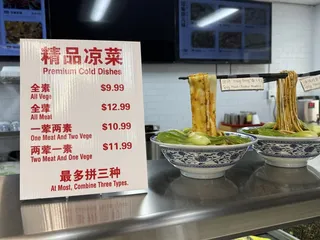 精品凉菜
Premium Cold Dishes
全素 $9.99
All Vege
全荤 $12.99
All Meat
一荤两素 $10.99
One Meat And Two Vege
两荤一素 $11.99
Two Meat And One Vege
最多拼三种
At Most, Combine Three Types.